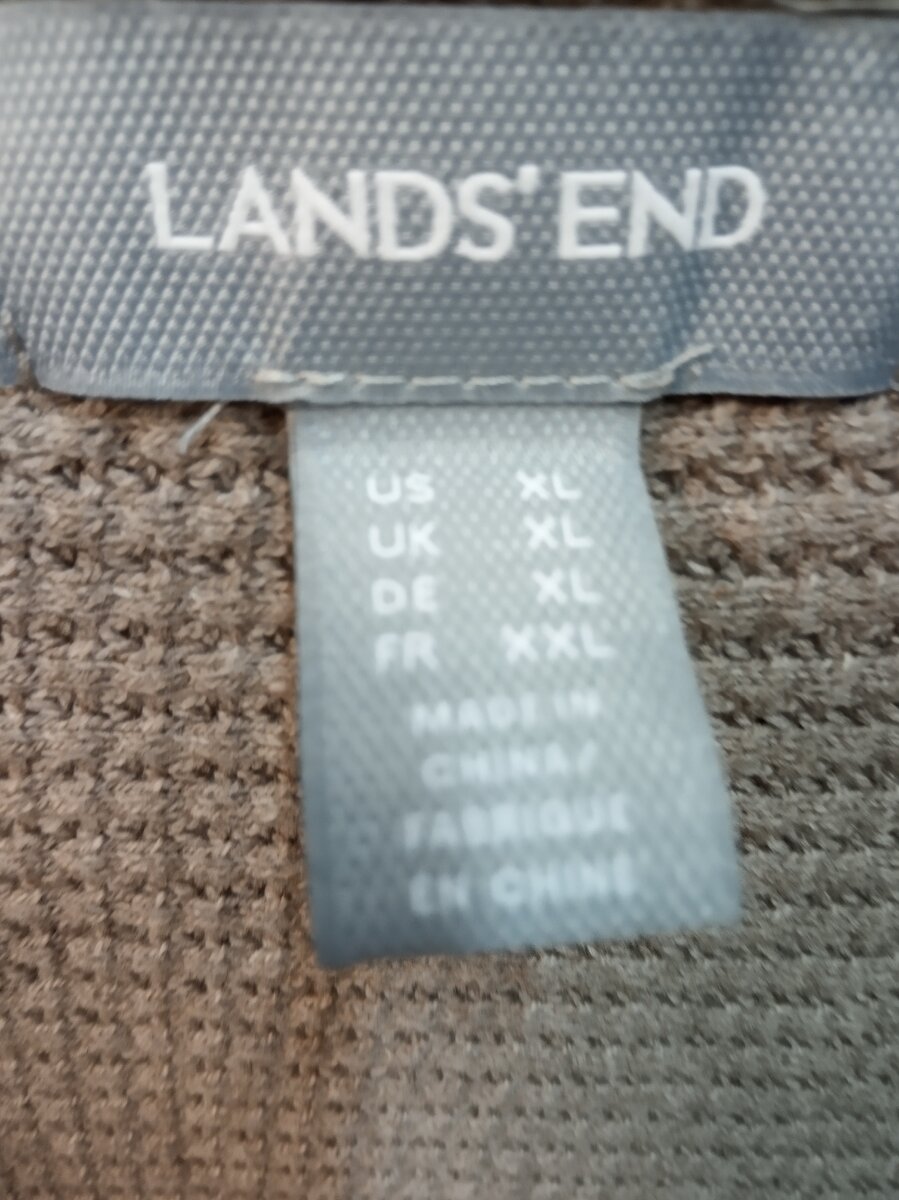 LANDS' END
US XL
UK XL
DE XL
FR XXL
MADE IN
CHINA/
FABRIQUE
EN CHINE